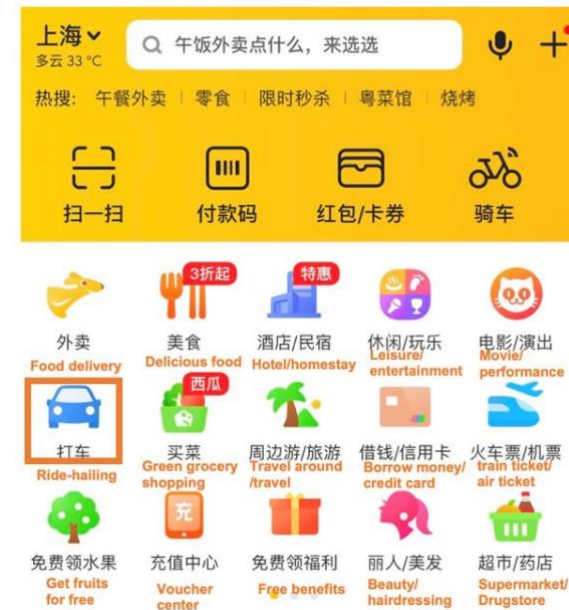 上海
午饭外卖点什么，来选选
多云 33 °C
热搜: 午餐外卖 | 零食 | 限时秒杀 | 粤菜馆 | 烧烤
扫一扫 付款码 红包/卡券 骑车
3折起 特惠
外卖 美食 酒店/民宿 休闲/玩乐 电影/演出
Food delivery Delicious food Hotel/homestay Leisure/ entertainment Movie/ performance
西瓜
打车 买菜 周边游/旅游 借钱/信用卡 火车票/机票
Ride-hailing Green grocery shopping Travel around /travel Borrow money/ credit card train ticket/ air ticket
充
免费领水果 充值中心 免费领福利 丽人/美发 超市/药店
Get fruits for free Voucher center Free benefits Beauty/ hairdressing Supermarket/ Drugstore